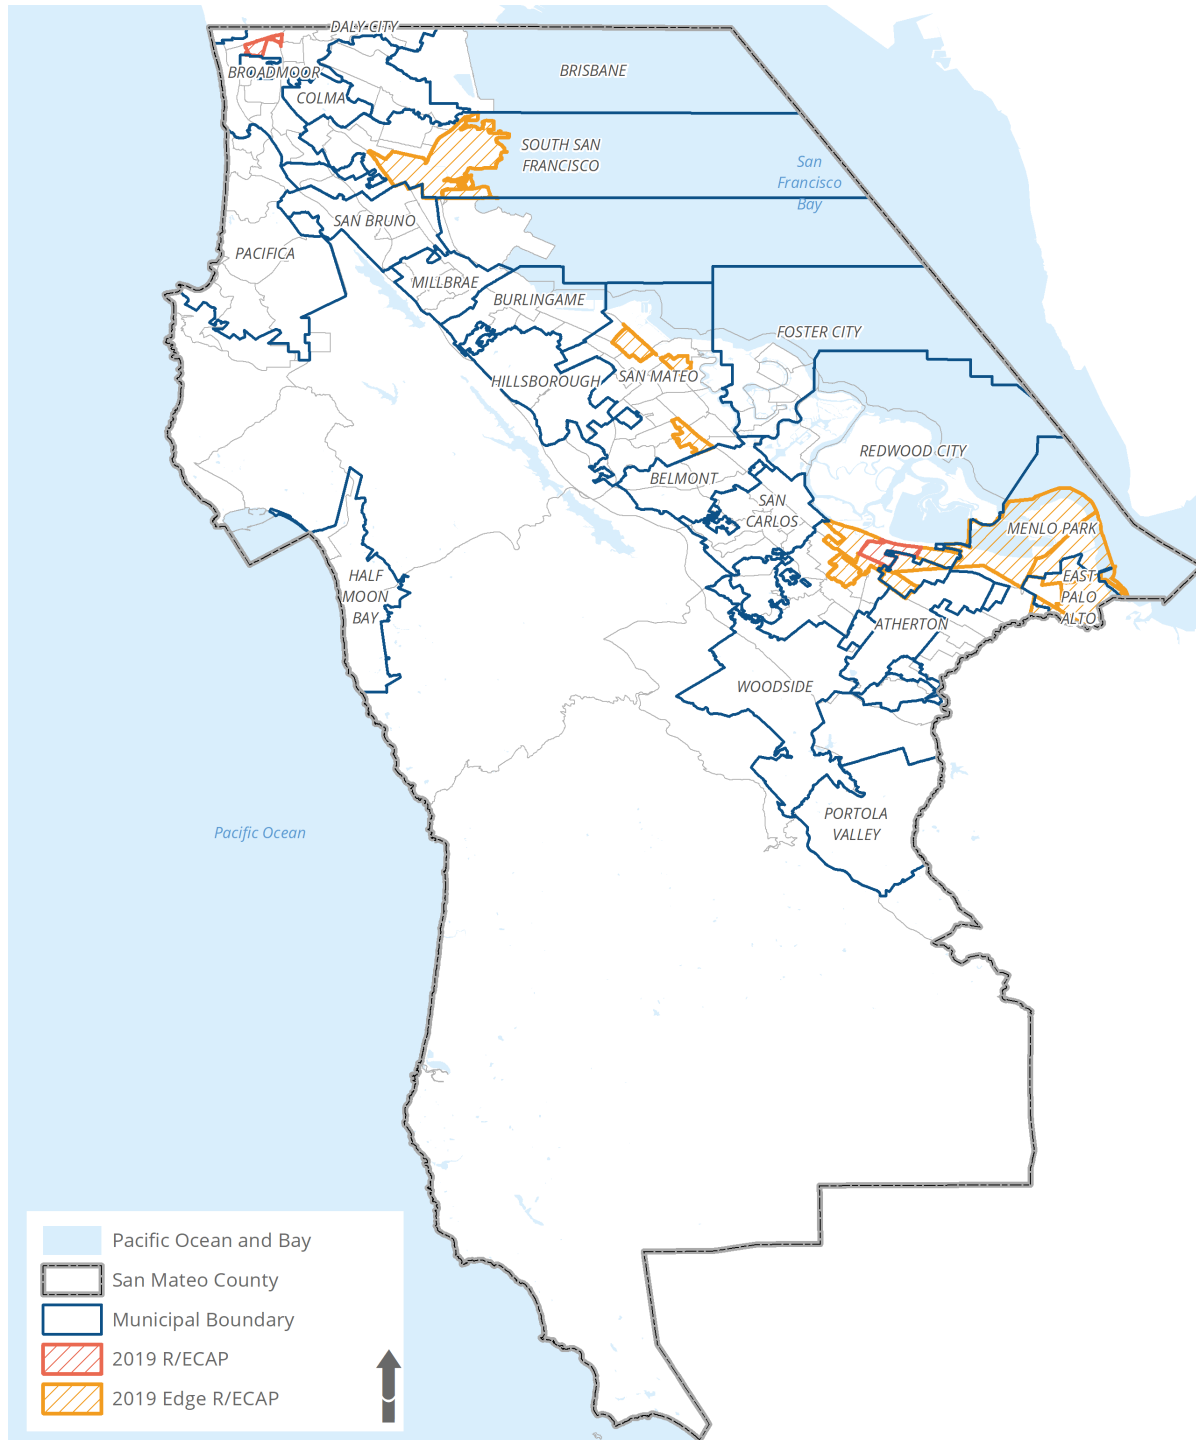 DALY CITY
BRISBANE
BROADMOOR
COLMA
SOUTH SAN
FRANCISCO
San
Francisco
Bay
SAN BRUNO
PACIFICA
MILLBRAE
BURLINGAME
FOSTER CITY
HILLSBOROUGH
SAN MATEO
REDWOOD CITY
BELMONT
SAN
CARLOS
MENLO PARK
HALF
MOON
BAY
EAST
PALO
ALTO
ATHERTON
WOODSIDE
PORTOLA
VALLEY
Pacific Ocean
Pacific Ocean and Bay
San Mateo County
Municipal Boundary
2019 R/ECAP
2019 Edge R/ECAP